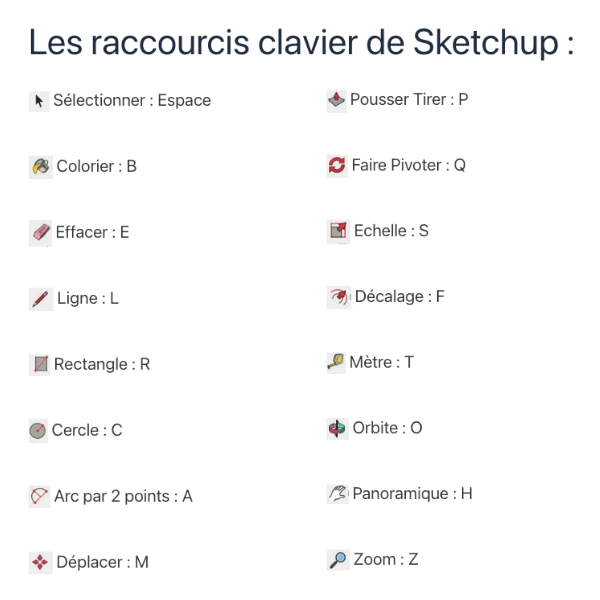 Les raccourcis clavier de Sketchup :
Sélectionner : Espace
Colorier : B
Effacer : E
Ligne : L
Rectangle : R
Cercle : C
Arc par 2 points : A
Déplacer : M
Pousser Tirer : P
Faire Pivoter : Q
Echelle : S
Décalage : F
Mètre : T
Orbite : O
Panoramique : H
Zoom : Z